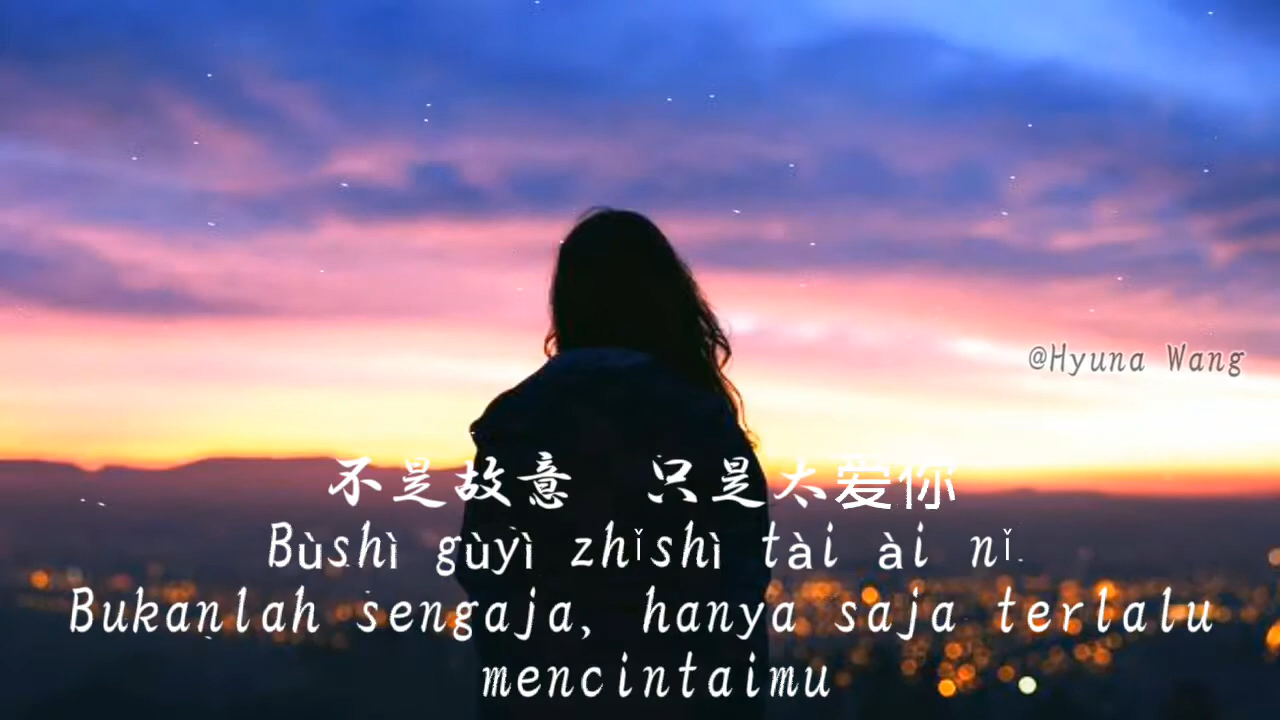 @Hyuna Wang
不是故意 只是太爱你
Bùshì gùyì zhǐshì tài ài nǐ
Bukanlah sengaja, hanya saja terlalu
mencintaimu